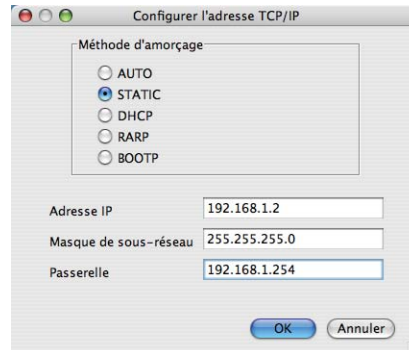 Configurer l'adresse TCP/IP
Méthode d'amorçage
AUTO
STATIC
DHCP
RARP
BOOTP
Adresse IP 192.168.1.2
Masque de sous-réseau 255.255.255.0
Passerelle 192.168.1.254
OK Annuler